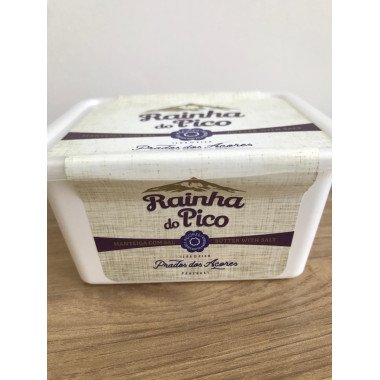 Rainha
do Pico
Prados dos Açores
Rainha
do Pico
MANTEIGA COM SAL BUTTER WITH SALT
Prados dos Açores
PORTUGAL